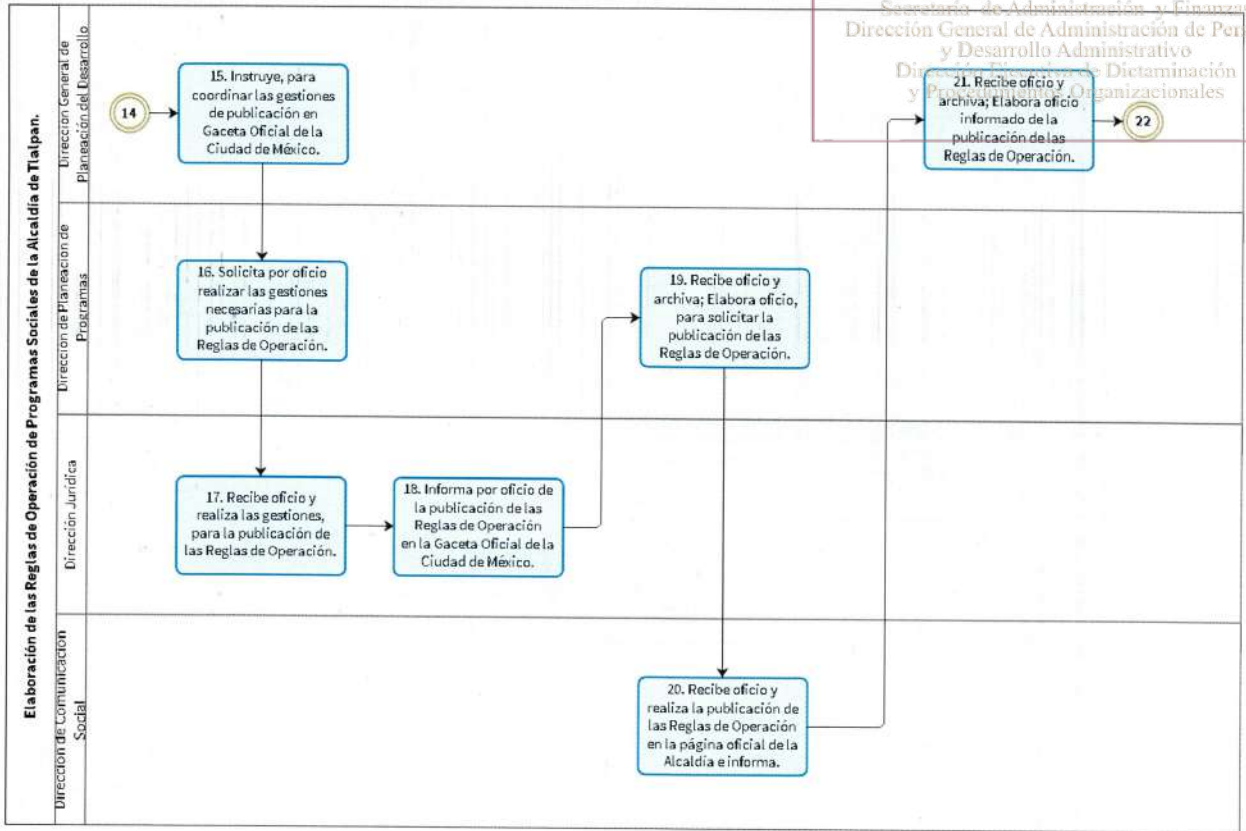 Secretaría de Administración y Finanzas
Dirección General de Administración de Per
y Desarrollo Administrativo
Dirección Ejecutiva de Dictaminación
y Procedimientos Organizacionales
Elaboración de las Reglas de Operación de Programas Sociales de la Alcaldía de Tlalpan.
Dirección General de
Planeación del Desarrollo
14
15. Instruye, para
coordinar las gestiones
de publicación en
Gaceta Oficial de la
Ciudad de México.
21. Recibe oficio y
archiva; Elabora oficio
informado de la
publicación de las
Reglas de Operación.
22
Dirección de Planeación de
Programas
16. Solicita por oficio
realizar las gestiones
necesarias para la
publicación de las
Reglas de Operación.
19. Recibe oficio y
archiva; Elabora oficio,
para solicitar la
publicación de las
Reglas de Operación.
Dirección Jurídica
17. Recibe oficio y
realiza las gestiones,
para la publicación de
las Reglas de Operación.
18. Informa por oficio de
la publicación de las
Reglas de Operación
en la Gaceta Oficial de la
Ciudad de México.
Dirección de Comunicación
Social
20. Recibe oficio y
realiza la publicación de
las Reglas de Operación
en la página oficial de la
Alcaldía e informa.